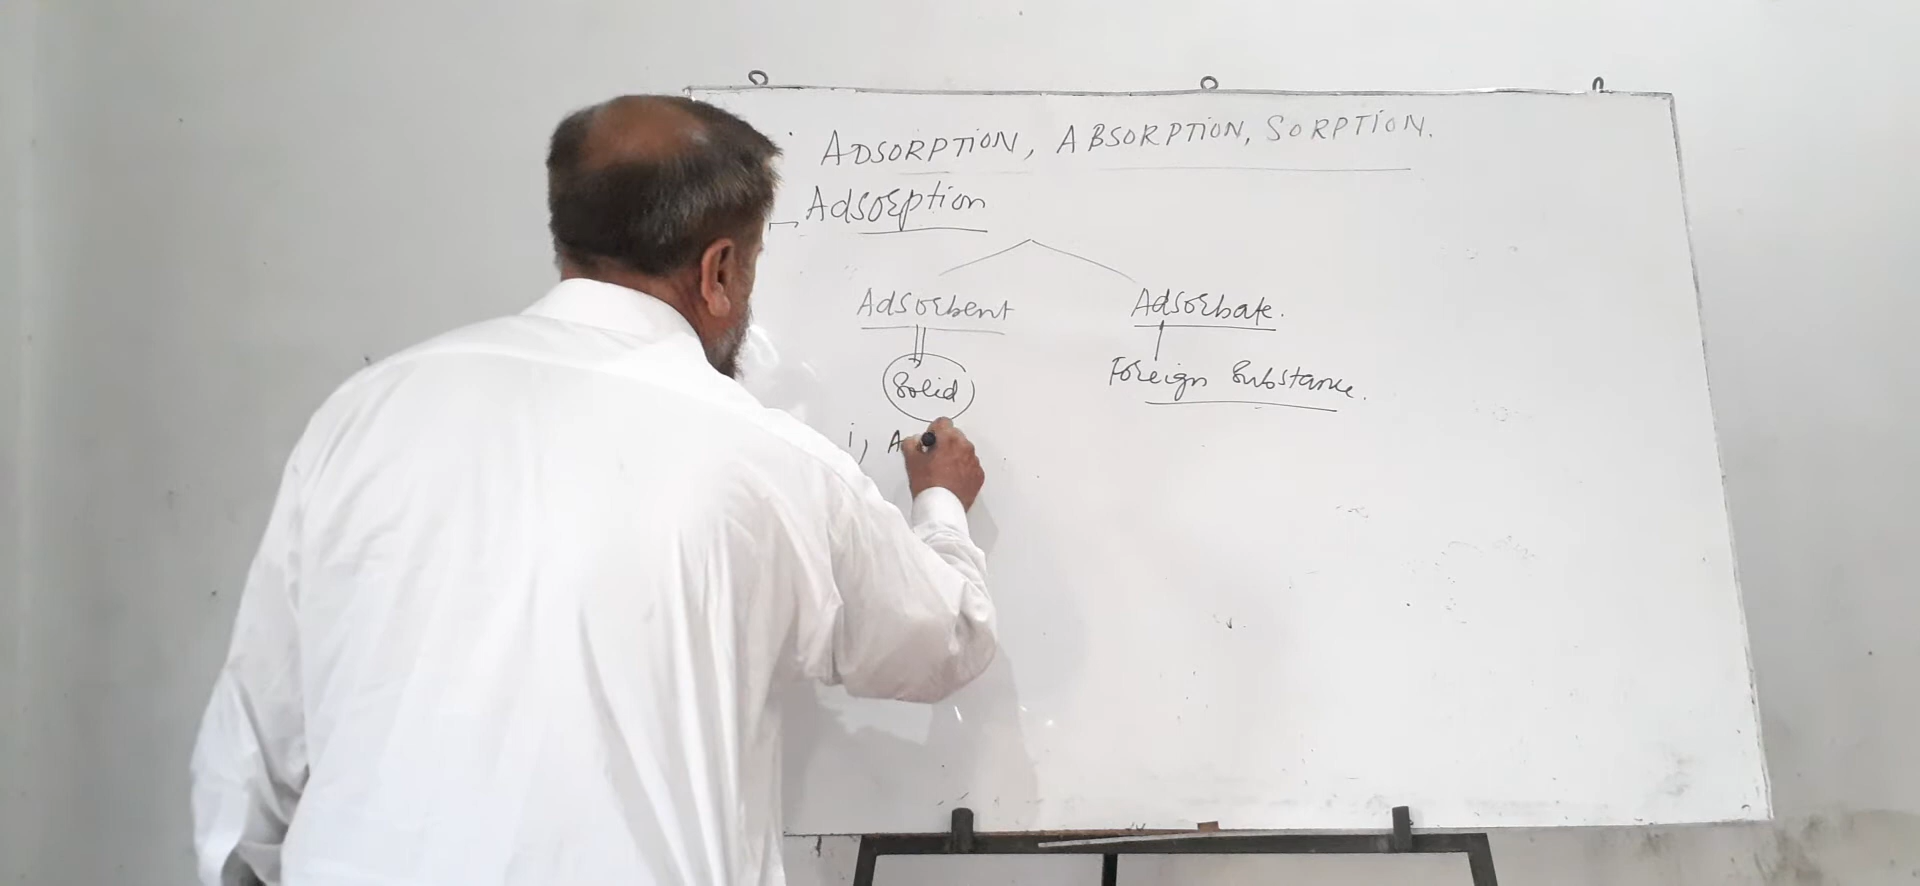 ADSORPTION, ABSORPTION, SORPTION.
Adsorption
Adsorbent Adsorbate.
Solid Foreign Substance.
i, A